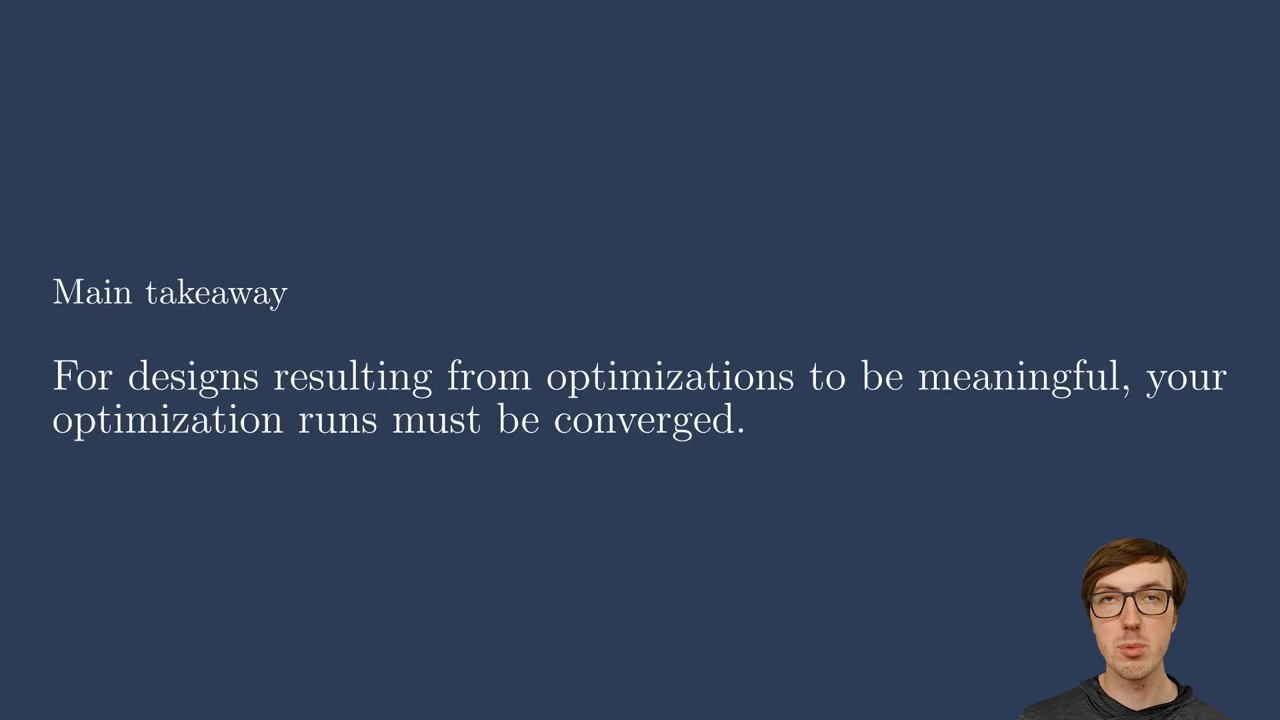 Main takeaway
For designs resulting from optimizations to be meaningful, your
optimization runs must be converged.